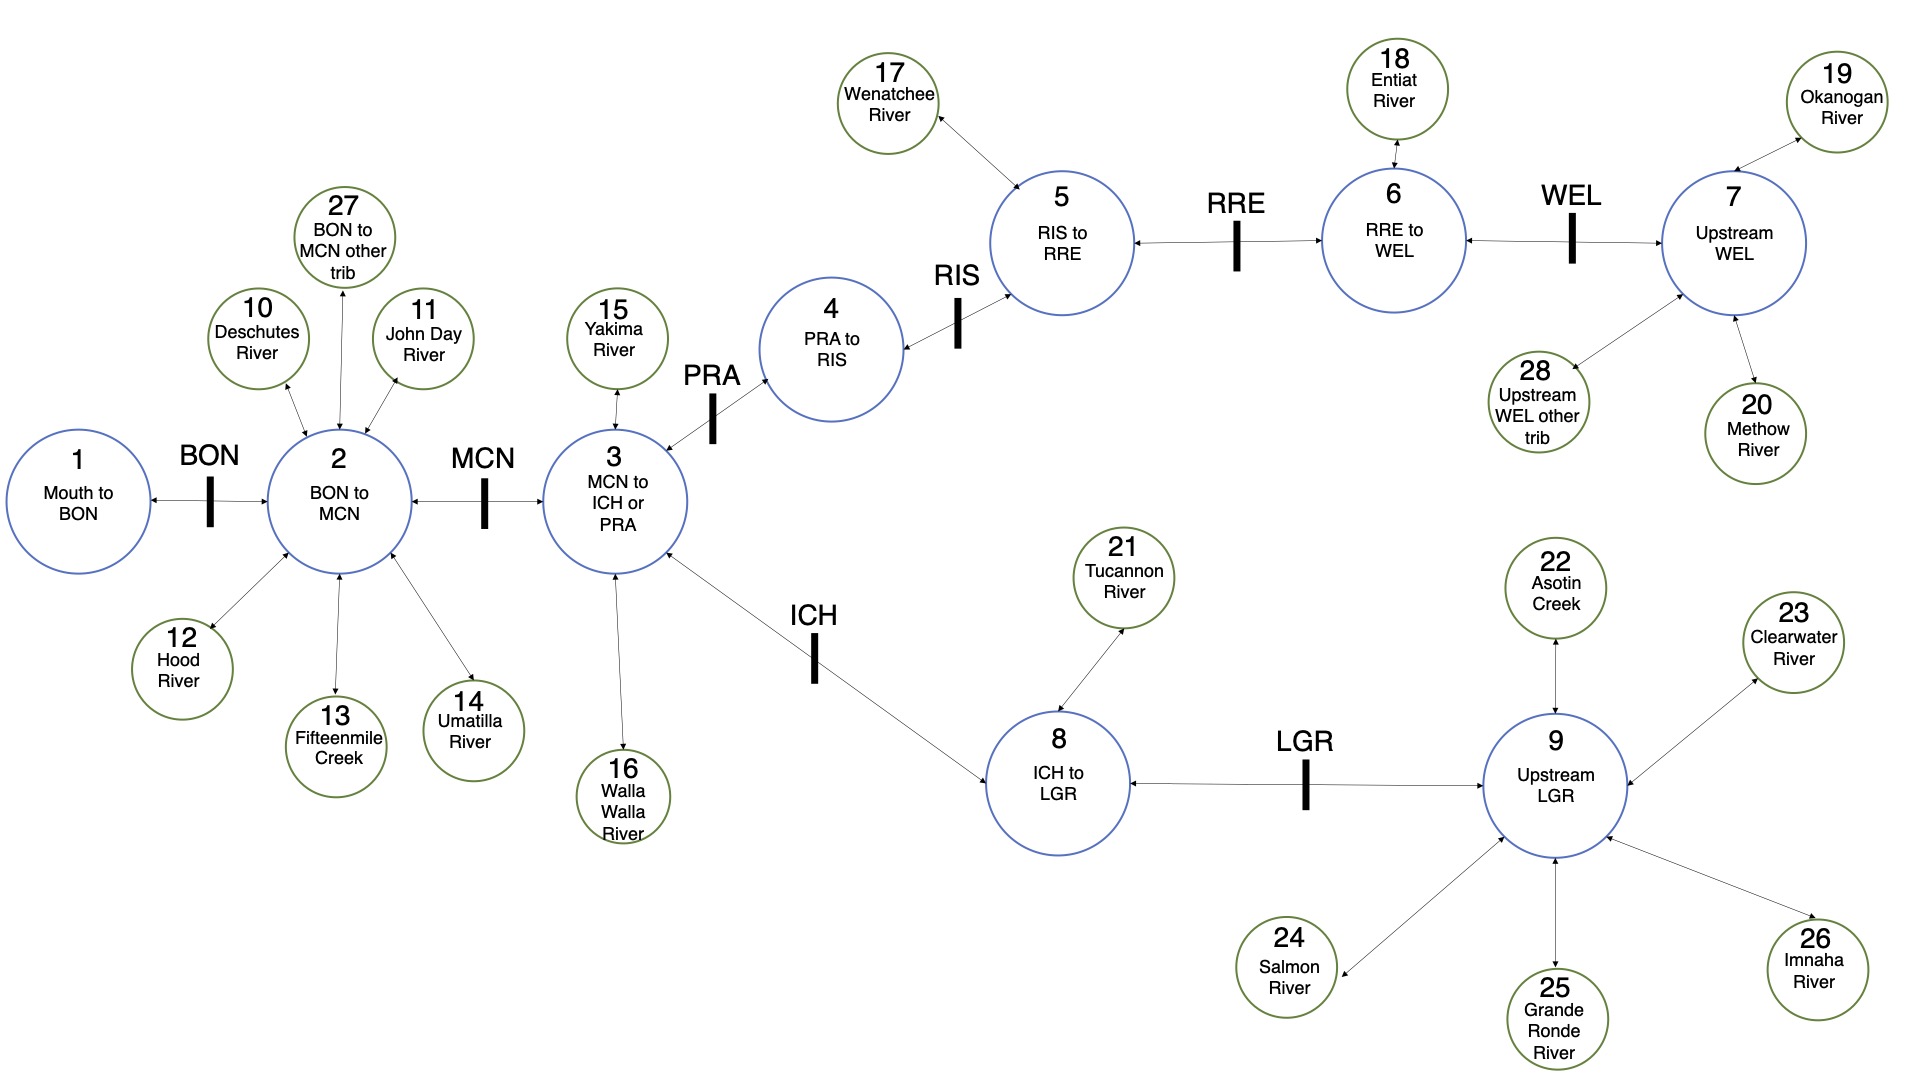 17
Wenatchee
River
18
Entiat
River
19
Okanogan
River
27
BON to
MCN other
trib
5
RIS to
RRE
RRE
6
RRE to
WEL
WEL
7
Upstream
WEL
10
Deschutes
River
11
John Day
River
15
Yakima
River
4
PRA to
RIS
RIS
PRA
28
Upstream
WEL other
trib
20
Methow
River
1
Mouth to
BON
BON
2
BON to
MCN
MCN
3
MCN to
ICH or
PRA
ICH
21
Tucannon
River
22
Asotin
Creek
23
Clearwater
River
12
Hood
River
13
Fifteenmile
Creek
14
Umatilla
River
16
Walla
Walla
River
8
ICH to
LGR
LGR
9
Upstream
LGR
24
Salmon
River
25
Grande
Ronde
River
26
Imnaha
River